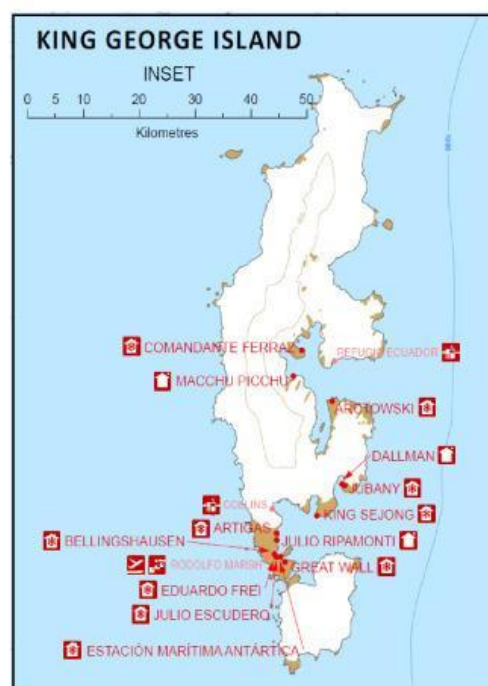 KING GEORGE ISLAND
INSET
0 5 10 20 30 40 50 60
Kilometres
COMANDANTE FERRAZ
REFUGIO ECUADOR
MACCHU PICCHU
ARCTOWSKI
DALLMAN
JUBANY
COLLINS
KING SEJONG
ARTIGAS
BELLINGSHAUSEN
JULIO RIPAMONTI
RODOLFO MARSH
GREAT WALL
EDUARDO FREI
JULIO ESCUDERO
ESTACIÓN MARÍTIMA ANTÁRTICA